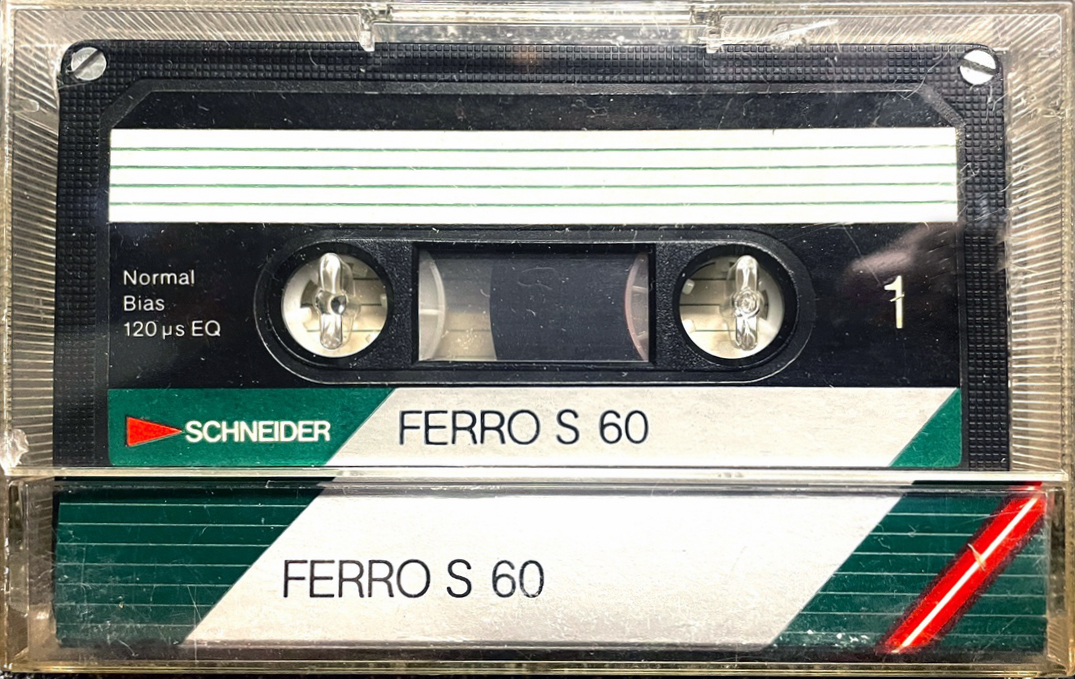 Normal
Bias
120 µs EQ
1
SCHNEIDER
FERRO S 60
FERRO S 60